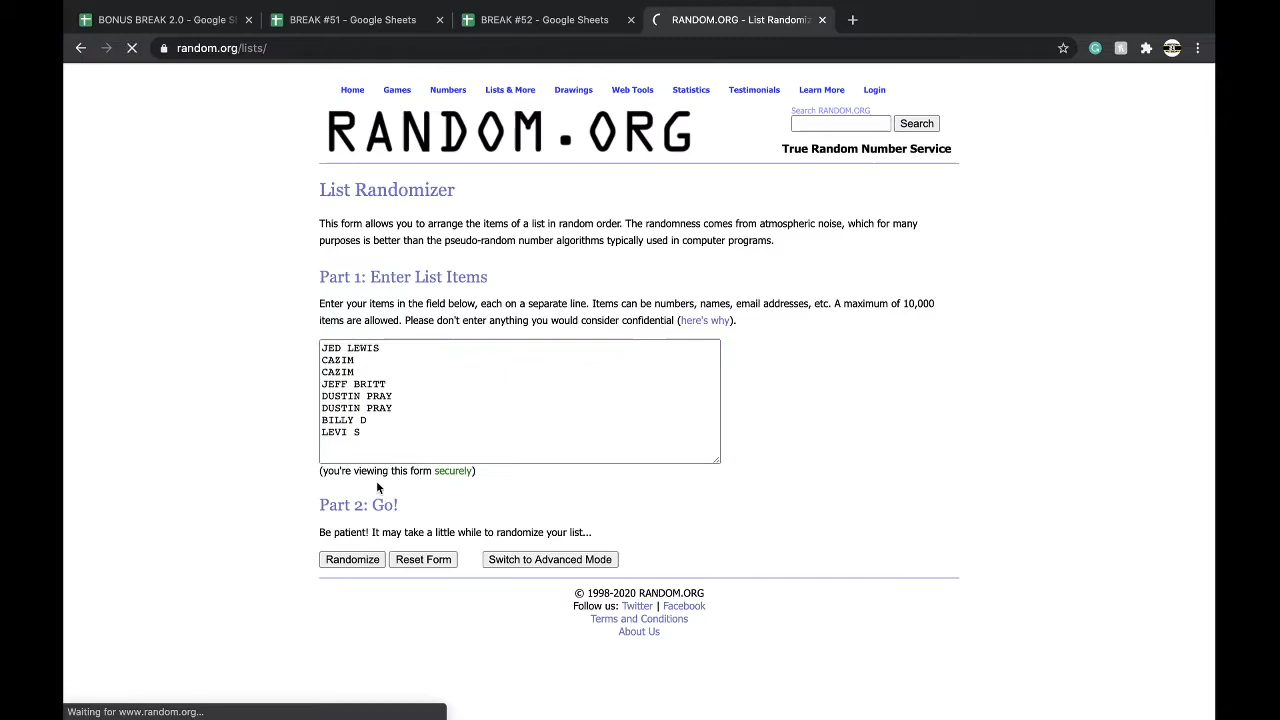 BONUS BREAK 2.0 - Google Sh
BREAK #51 - Google Sheets
BREAK #52 - Google Sheets
RANDOM.ORG - List Randomiz
random.org/lists/
Home Games Numbers Lists & More Drawings Web Tools Statistics Testimonials Learn More Login
RANDOM.ORG
Search RANDOM.ORG
Search
True Random Number Service
List Randomizer
This form allows you to arrange the items of a list in random order. The randomness comes from atmospheric noise, which for many
purposes is better than the pseudo-random number algorithms typically used in computer programs.
Part 1: Enter List Items
Enter your items in the field below, each on a separate line. Items can be numbers, names, email addresses, etc. A maximum of 10,000
items are allowed. Please don't enter anything you would consider confidential (here's why).
JED LEWIS
CAZIM
CAZIM
JEFF BRITT
DUSTIN PRAY
DUSTIN PRAY
BILLY D
LEVI S
(you're viewing this form securely)
Part 2: Go!
Be patient! It may take a little while to randomize your list...
Randomize Reset Form Switch to Advanced Mode
© 1998-2020 RANDOM.ORG
Follow us: Twitter | Facebook
Terms and Conditions
About Us
Waiting for www.random.org...